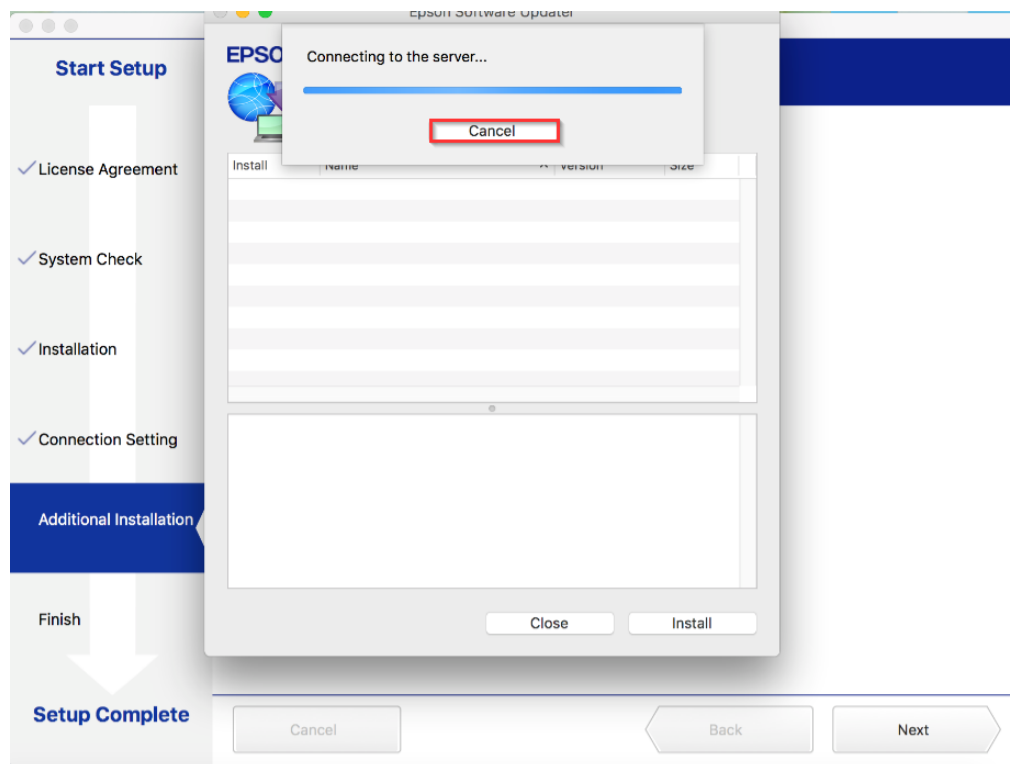 Epson Software Updater
Start Setup
License Agreement
System Check
Installation
Connection Setting
Additional Installation
Finish
Setup Complete
EPSO
Connecting to the server...
Cancel
Install Name Version Size
Close Install
Cancel Back Next